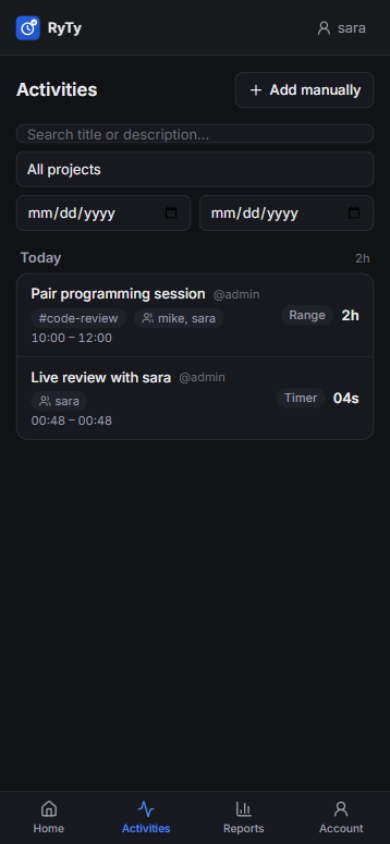 RyTy
sara
Activities
Add manually
Search title or description...
All projects
mm/dd/yyyy
mm/dd/yyyy
Today
2h
Pair programming session @admin
#code-review mike, sara
Range 2h
10:00 – 12:00
Live review with sara @admin
sara
Timer 04s
00:48 – 00:48
Home
Activities
Reports
Account